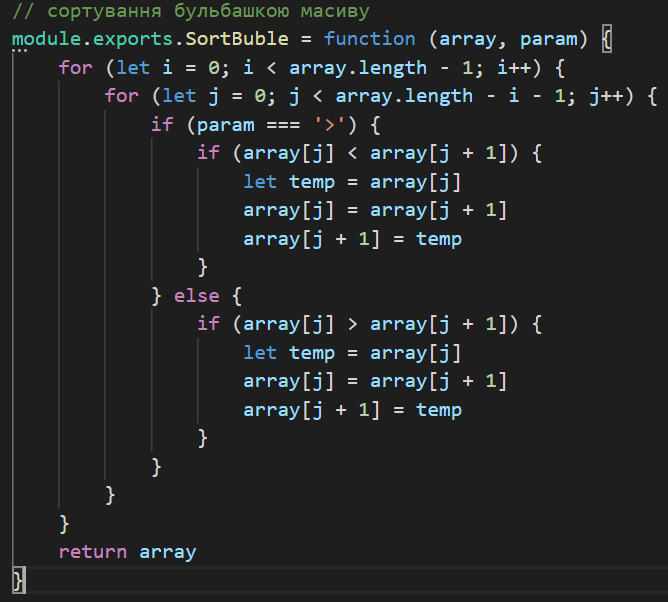 // сортування бульбашкою масиву
module.exports.SortBuble = function (array, param) {
    for (let i = 0; i < array.length - 1; i++) {
        for (let j = 0; j < array.length - i - 1; j++) {
            if (param === '>') {
                if (array[j] < array[j + 1]) {
                    let temp = array[j]
                    array[j] = array[j + 1]
                    array[j + 1] = temp
                }
            } else {
                if (array[j] > array[j + 1]) {
                    let temp = array[j]
                    array[j] = array[j + 1]
                    array[j + 1] = temp
                }
            }
        }
    }
    return array
}